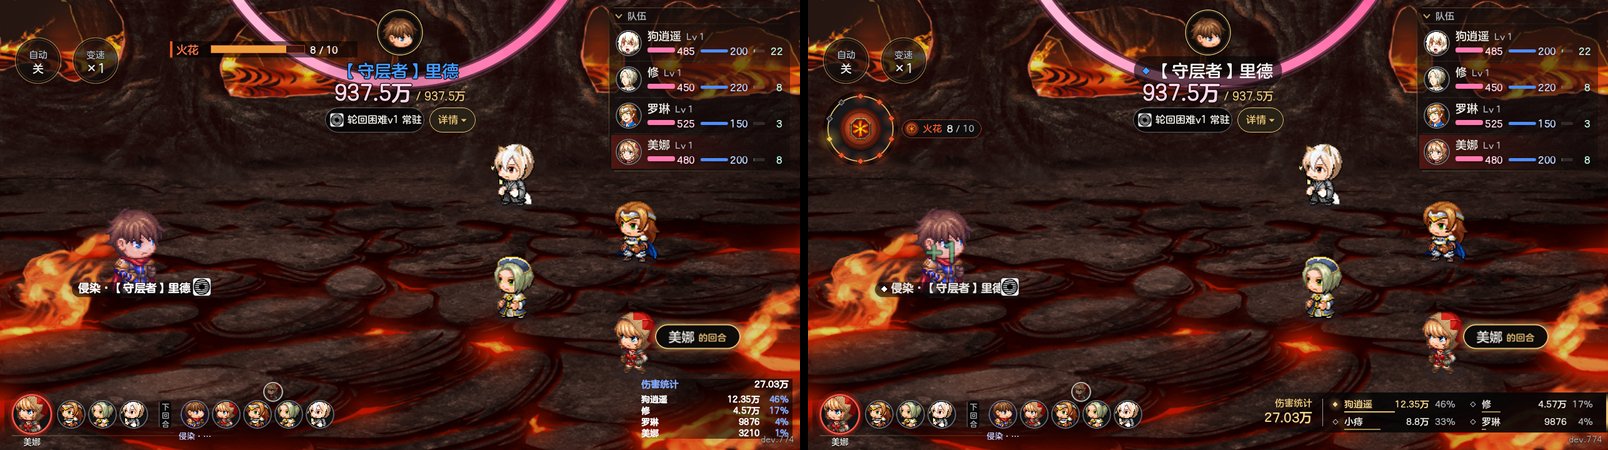 自动
关
变速
×1
火花 8 / 10
【守层者】里德
937.5万 / 937.5万
轮回困难v1 常驻
详情
队伍
狗逍遥 Lv 1
485 200 22
修 Lv 1
450 220 8
罗琳 Lv 1
525 150 3
美娜 Lv 1
480 200 8
侵染·【守层者】里德
美娜 的回合
美娜
下回合
侵染·...
伤害统计 27.03万
狗逍遥 12.35万 46%
修 4.57万 17%
罗琳 9876 4%
美娜 3210 1%
dev.774
自动
关
变速
×1
火花 8 / 10
【守层者】里德
937.5万 / 937.5万
轮回困难v1 常驻
详情
队伍
狗逍遥 Lv 1
485 200 22
修 Lv 1
450 220 8
罗琳 Lv 1
525 150 3
美娜 Lv 1
480 200 8
+1
侵染·【守层者】里德
美娜 的回合
美娜
下回合
侵染·...
伤害统计
27.03万
狗逍遥 12.35万 46%
修 4.57万 17%
小痔 8.8万 33%
罗琳 9876 4%
dev.774